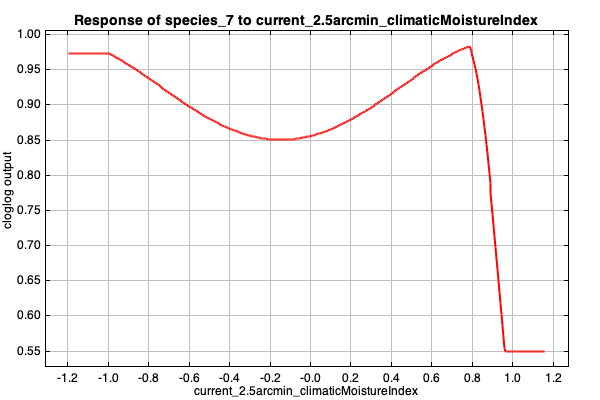 Response of species_7 to current_2.5arcmin_climaticMoistureIndex
1.00
0.95
0.90
0.85
0.80
0.75
0.70
0.65
0.60
0.55
cloglog output
-1.2 -1.0 -0.8 -0.6 -0.4 -0.2 -0.0 0.2 0.4 0.6 0.8 1.0 1.2
current_2.5arcmin_climaticMoistureIndex